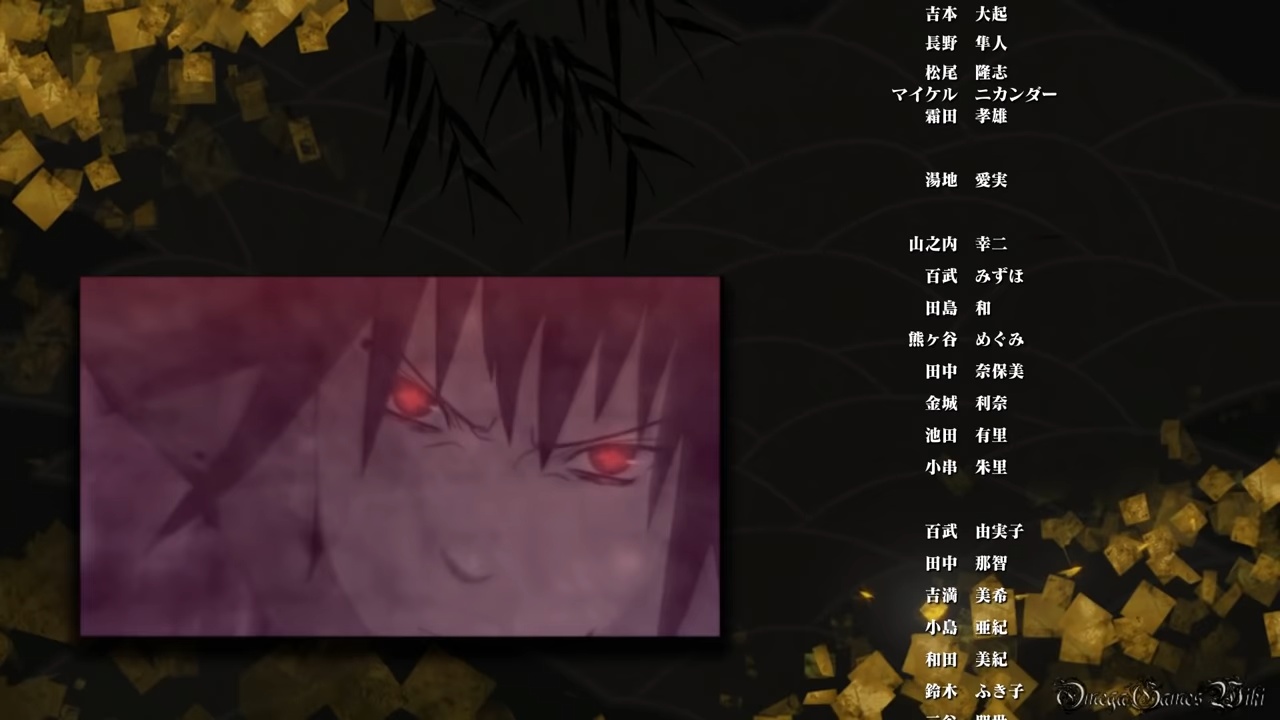 吉本 大起
長野 隼人
松尾 隆志
マイケル ニカンダー
霜田 孝雄
湯地 愛実
山之内 幸二
百武 みずほ
田島 和
熊ヶ谷 めぐみ
田中 奈保美
金城 利奈
池田 有里
小串 朱里
百武 由実子
田中 那智
吉満 美希
小島 亜紀
和田 美紀
鈴木 ふき子
Omega Games Wiki